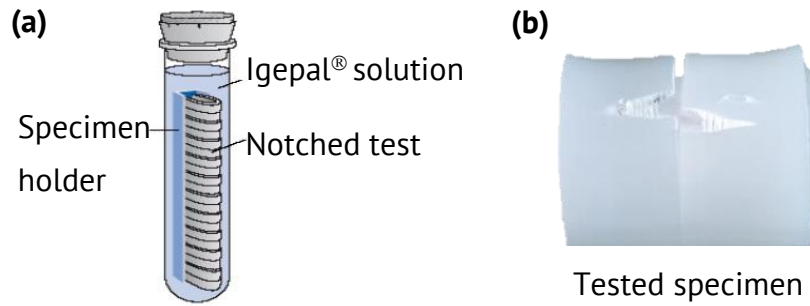 (a)
Igepal® solution
Specimen
holder
Notched test
(b)
Tested specimen